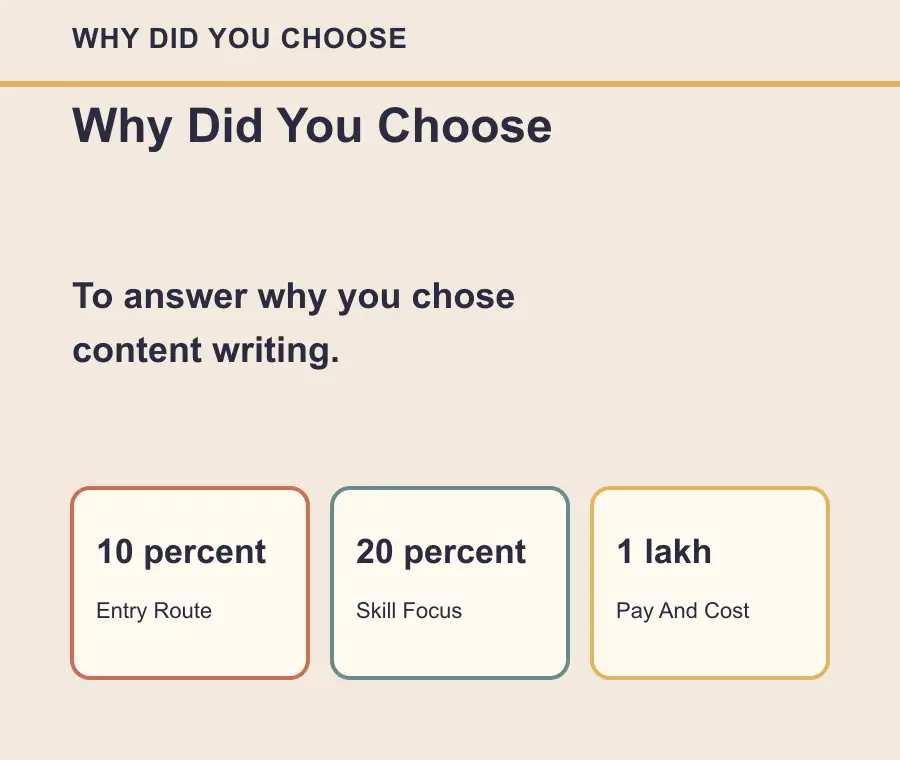 WHY DID YOU CHOOSE
Why Did You Choose
To answer why you chose
content writing.
10 percent
Entry Route
20 percent
Skill Focus
1 lakh
Pay And Cost